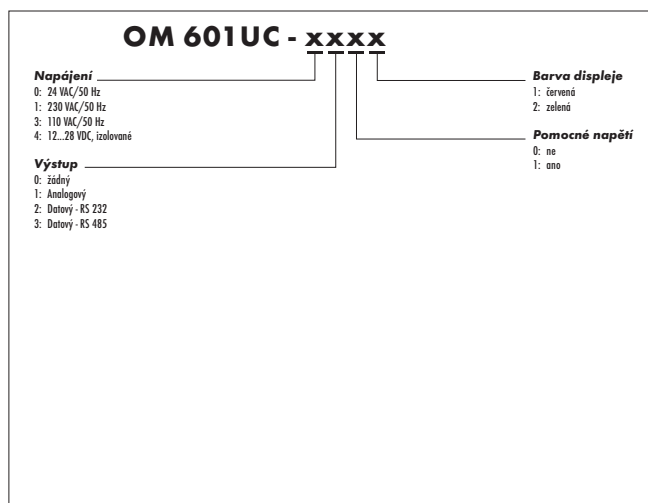 OM 601UC - xxxx
Napájení
0: 24 VAC/50 Hz
1: 230 VAC/50 Hz
3: 110 VAC/50 Hz
4: 12...28 VDC, izolované
Výstup
0: žádný
1: Analogový
2: Datový - RS 232
3: Datový - RS 485
Barva displeje
1: červená
2: zelená
Pomocné napětí
0: ne
1: ano